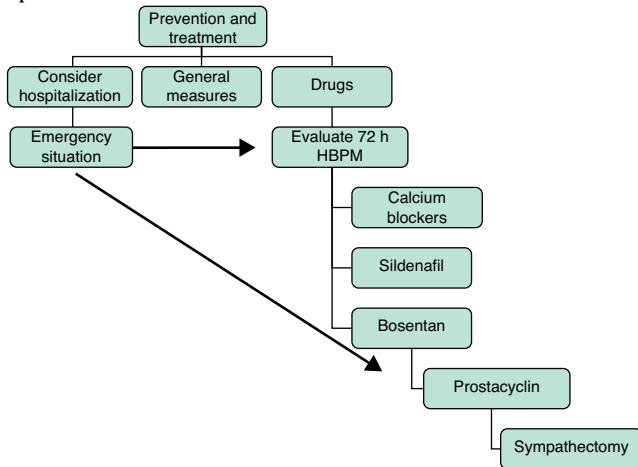 Prevention and
treatment
Consider
hospitalization
General
measures
Drugs
Emergency
situation
Evaluate 72 h
HBPM
Calcium
blockers
Sildenafil
Bosentan
Prostacyclin
Sympathectomy